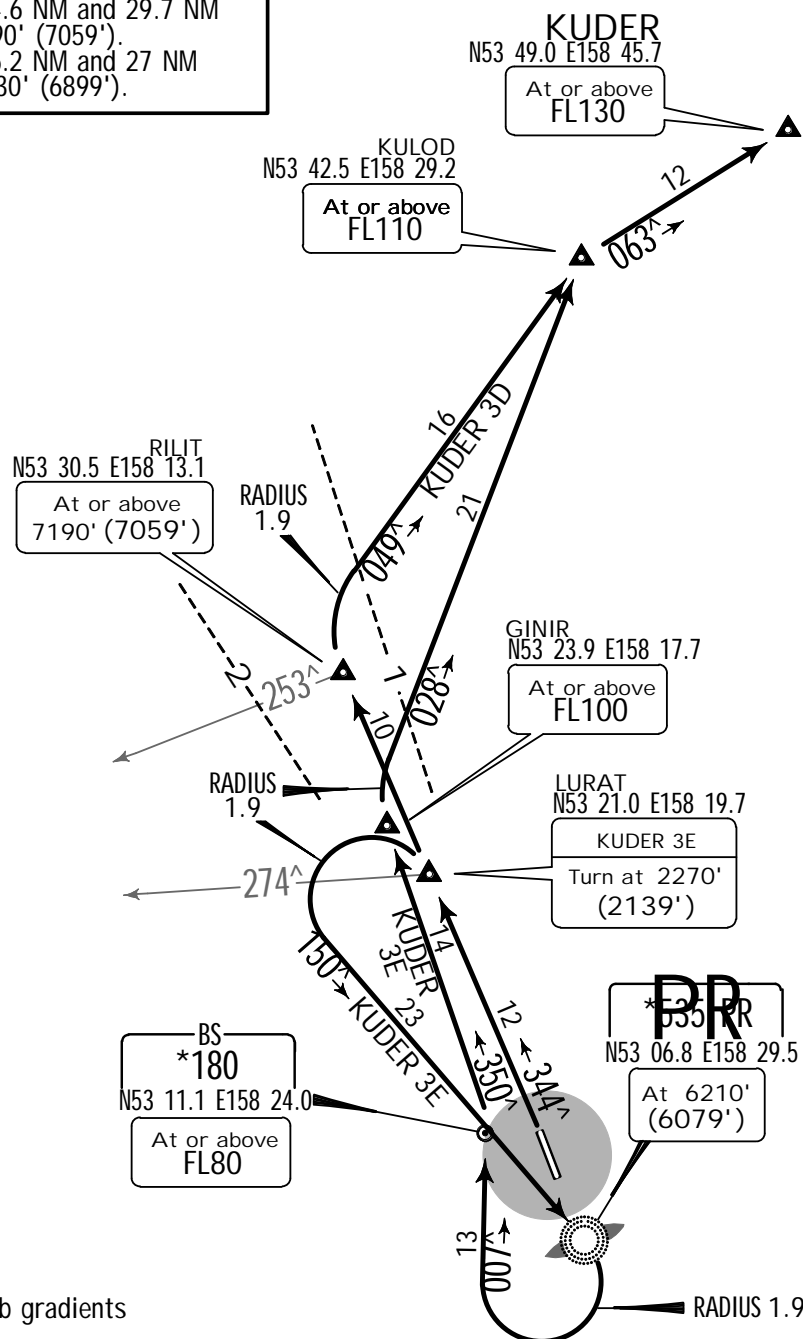 .6 NM and 29.7 NM
90' (7059').
.2 NM and 27 NM
30' (6899').
KUDER
N53 49.0 E158 45.7
At or above
FL130
KULOD
N53 42.5 E158 29.2
At or above
FL110
12
063^
16
KUDER 3D
049^
21
028^
RILIT
N53 30.5 E158 13.1
At or above
7190' (7059')
RADIUS
1.9
2
1
253^
10
GINIR
N53 23.9 E158 17.7
At or above
FL100
RADIUS
1.9
LURAT
N53 21.0 E158 19.7
KUDER 3E
Turn at 2270'
(2139')
274^
14
KUDER
3E
12
150^
23
KUDER 3E
350^
344^
BS
*180
N53 11.1 E158 24.0
At or above
FL80
PR
*535 PR
N53 06.8 E158 29.5
At 6210'
(6079')
13
007^
RADIUS 1.9
b gradients